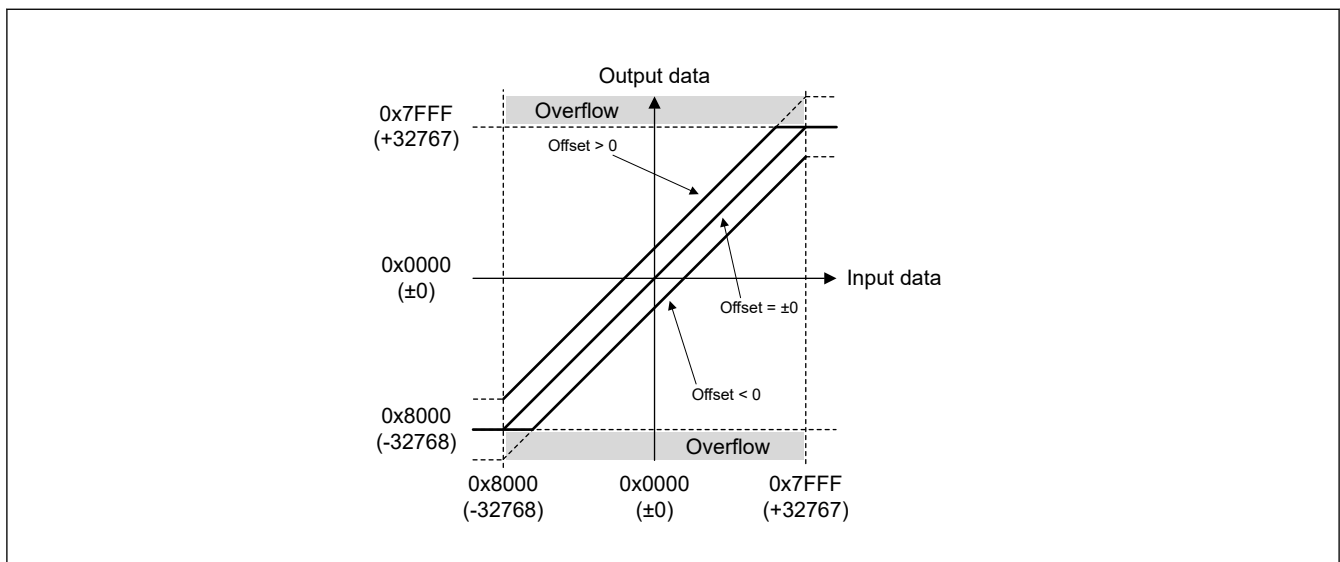 Output data
0x7FFF
(+32767)
Overflow
Offset > 0
0x0000
(±0)
Input data
Offset = ±0
Offset < 0
0x8000
(-32768)
Overflow
0x8000
(-32768)
0x0000
(±0)
0x7FFF
(+32767)